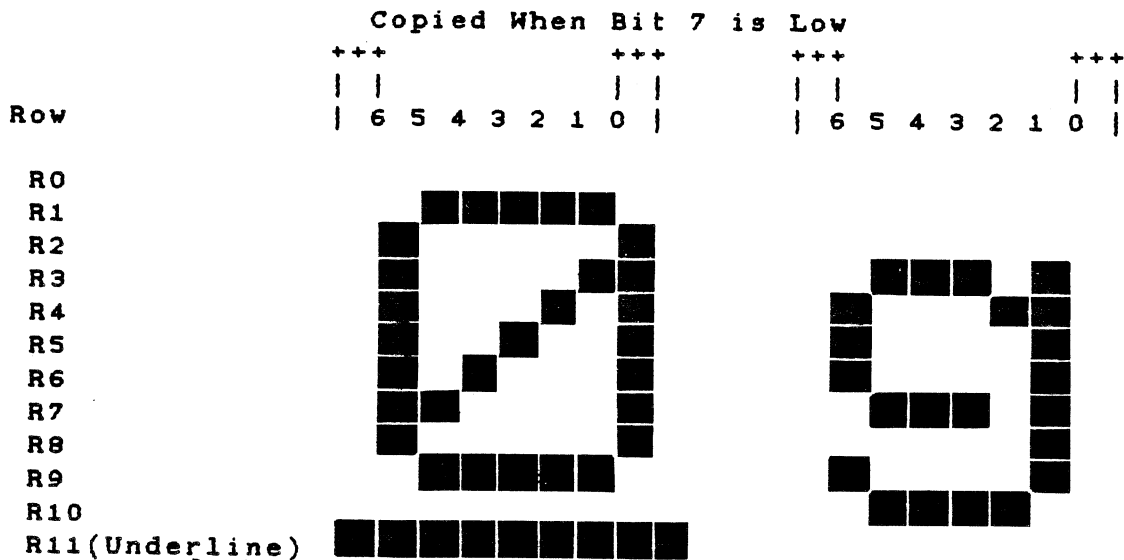 Copied When Bit 7 is Low
+++ +++ +++ +++
| | | | | | | |
Row | 6 5 4 3 2 1 0 | | 6 5 4 3 2 1 0 |
R0
R1
R2
R3
R4
R5
R6
R7
R8
R9
R10
R11(Underline)